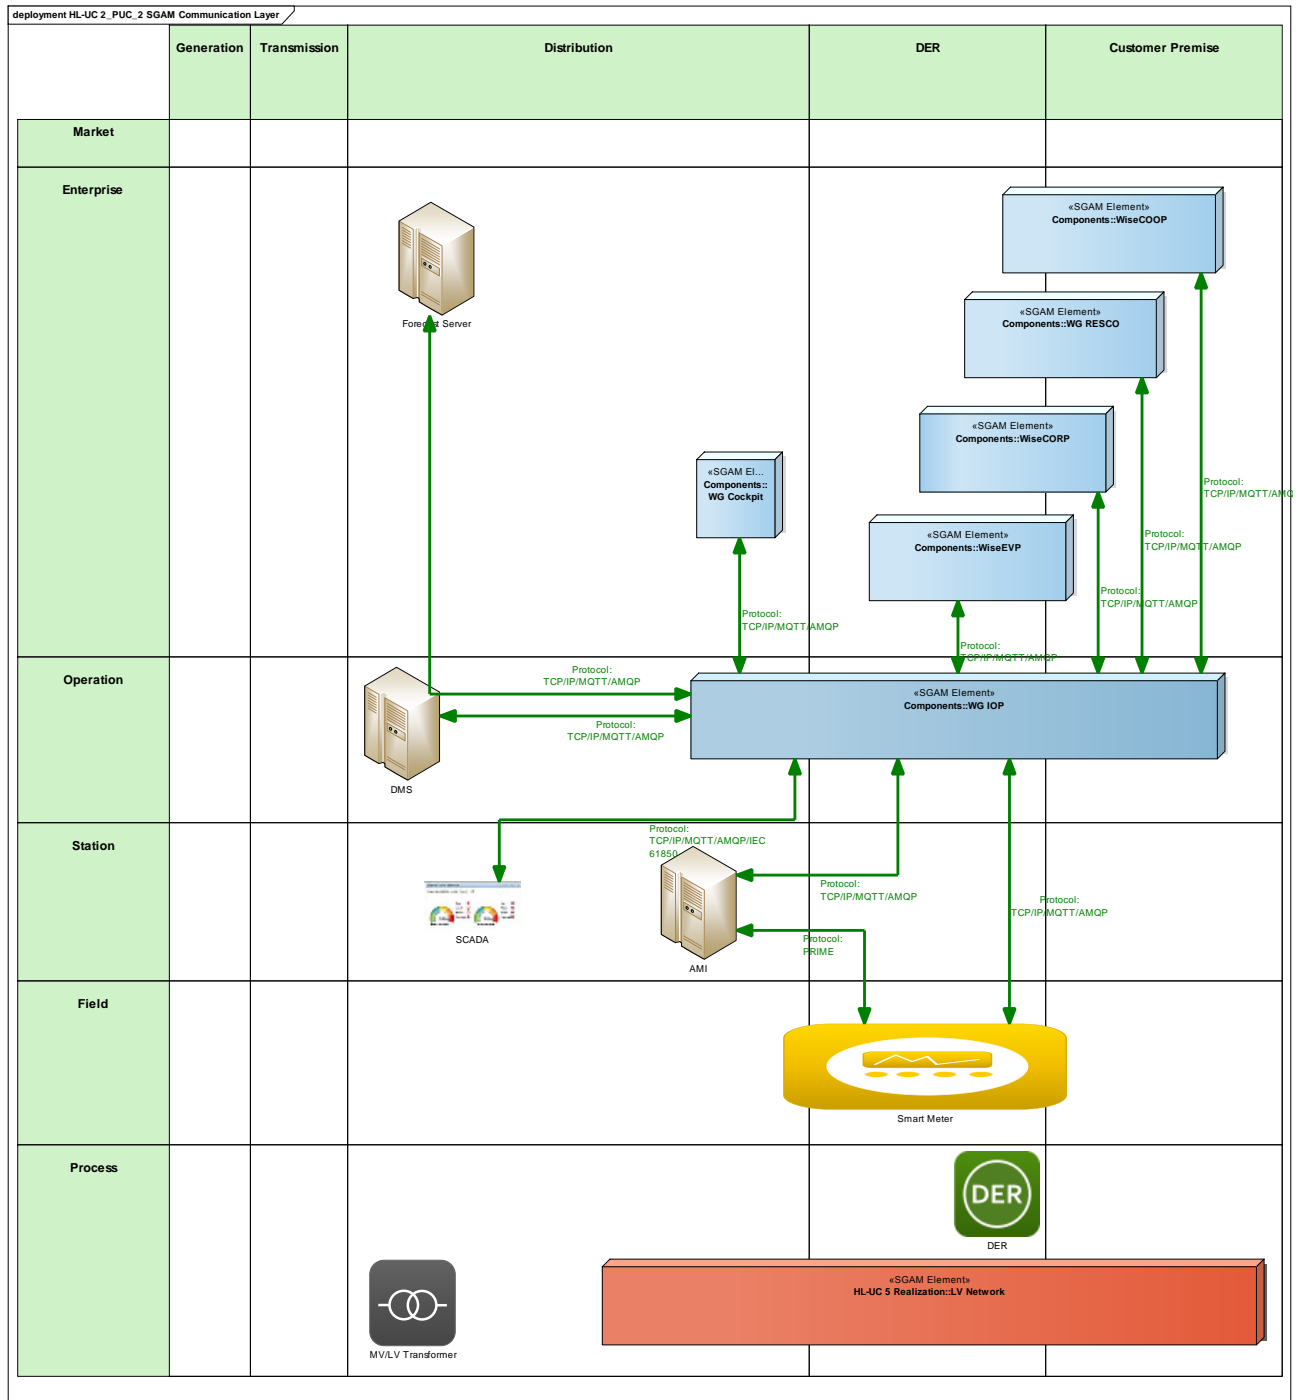 deployment HL-UC 2_PUC_2 SGAM Communication Layer
Generation
Transmission
Distribution
DER
Customer Premise
Market
Enterprise
«SGAM Element»
Components::WiseCOOP
Forecast Server
«SGAM Element»
Components::WG RESCO
«SGAM Element»
Components::WiseCORP
«SGAM El...
Components::
WG Cockpit
«SGAM Element»
Components::WiseEVP
Protocol:
TCP/IP/MQTT/AMQ
Protocol:
TCP/IP/MQTT/AMQP
Protocol:
TCP/IP/MQTT/AMQP
Protocol:
TCP/IP/MQTT/AMQP
Protocol:
TCP/IP/MQTT/AMQP
Operation
Protocol:
TCP/IP/MQTT/AMQP
«SGAM Element»
Components::WG IOP
Protocol:
TCP/IP/MQTT/AMQP
DMS
Station
Protocol:
TCP/IP/MQTT/AMQP/IEC
61850
Protocol:
TCP/IP/MQTT/AMQP
Protocol:
TCP/IP/MQTT/AMQP
SCADA
Protocol:
PRIME
AMI
Field
Smart Meter
Process
DER
DER
«SGAM Element»
HL-UC 5 Realization::LV Network
MV/LV Transformer